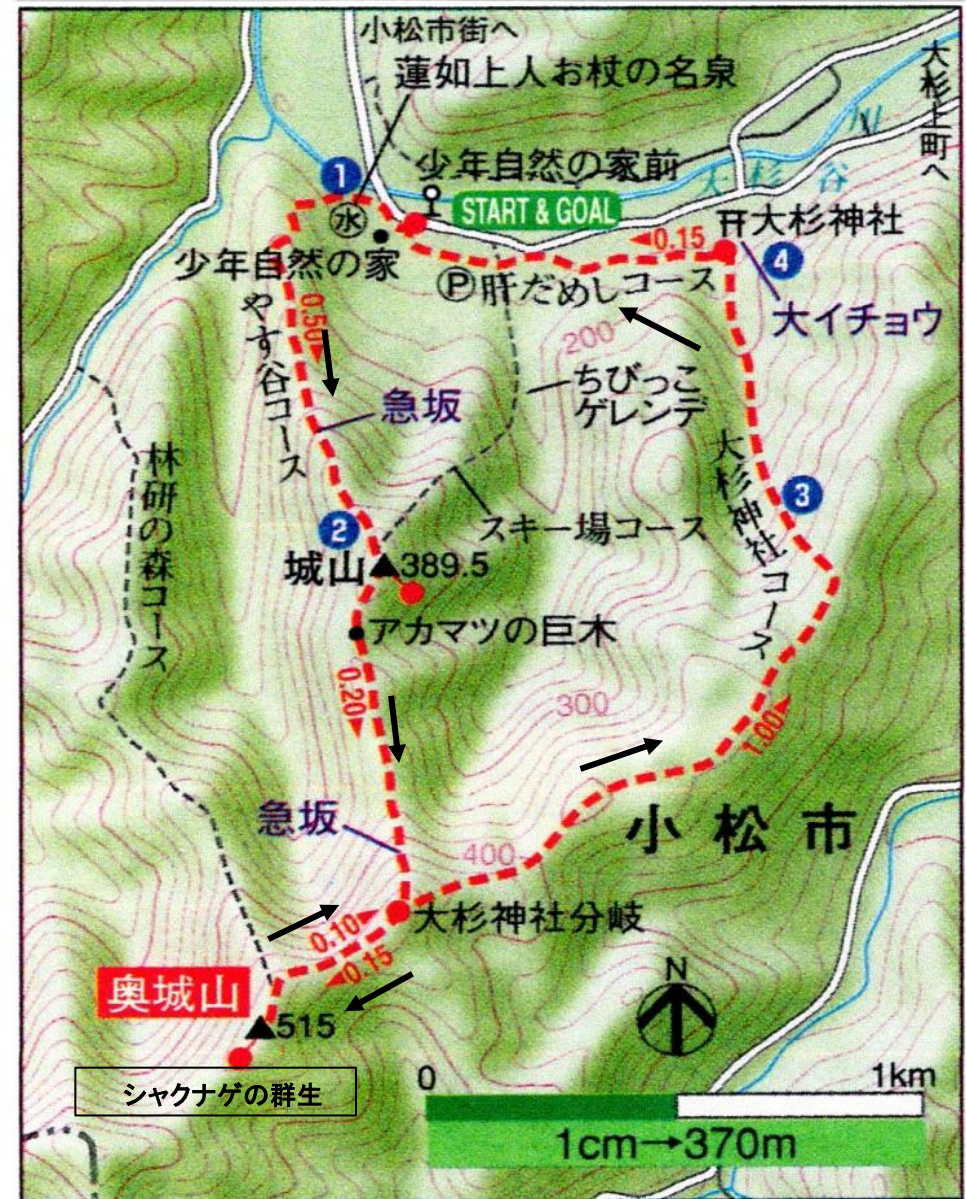 小松市街へ
蓮如上人お杖の名泉
大杉上町へ
少年自然の家前
START & GOAL
1
水
少年自然の家
大杉谷川
大杉神社
4
大イチョウ
0.15
P 肝だめしコース
200
ちびっこ
ゲレンデ
0.50
やす谷コース
急坂
林研の森コース
大杉神社コース
3
2
スキー場コース
城山
389.5
アカマツの巨木
0.20
300
1.00
小松市
急坂
400
大杉神社分岐
0.10
0.15
奥城山
515
シャクナゲの群生
N
0
1km
1cm→370m